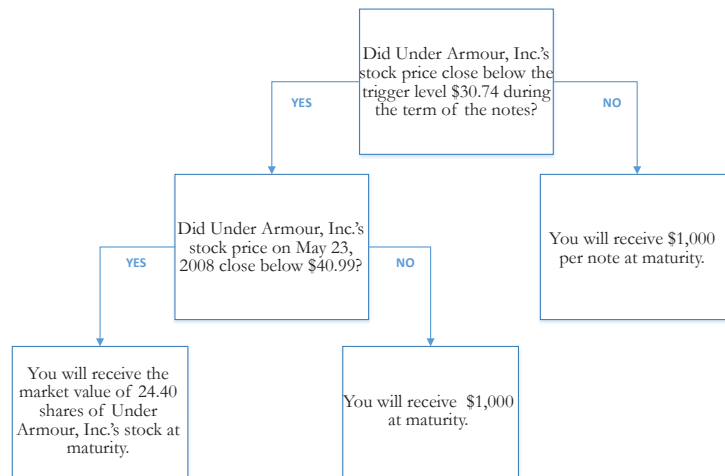 Did Under Armour, Inc.'s
stock price close below the
trigger level $30.74 during
the term of the notes?
YES
NO
Did Under Armour, Inc.'s
stock price on May 23,
2008 close below $40.99?
You will receive $1,000
per note at maturity.
YES
NO
You will receive the
market value of 24.40
shares of Under
Armour, Inc.'s stock at
maturity.
You will receive $1,000
at maturity.